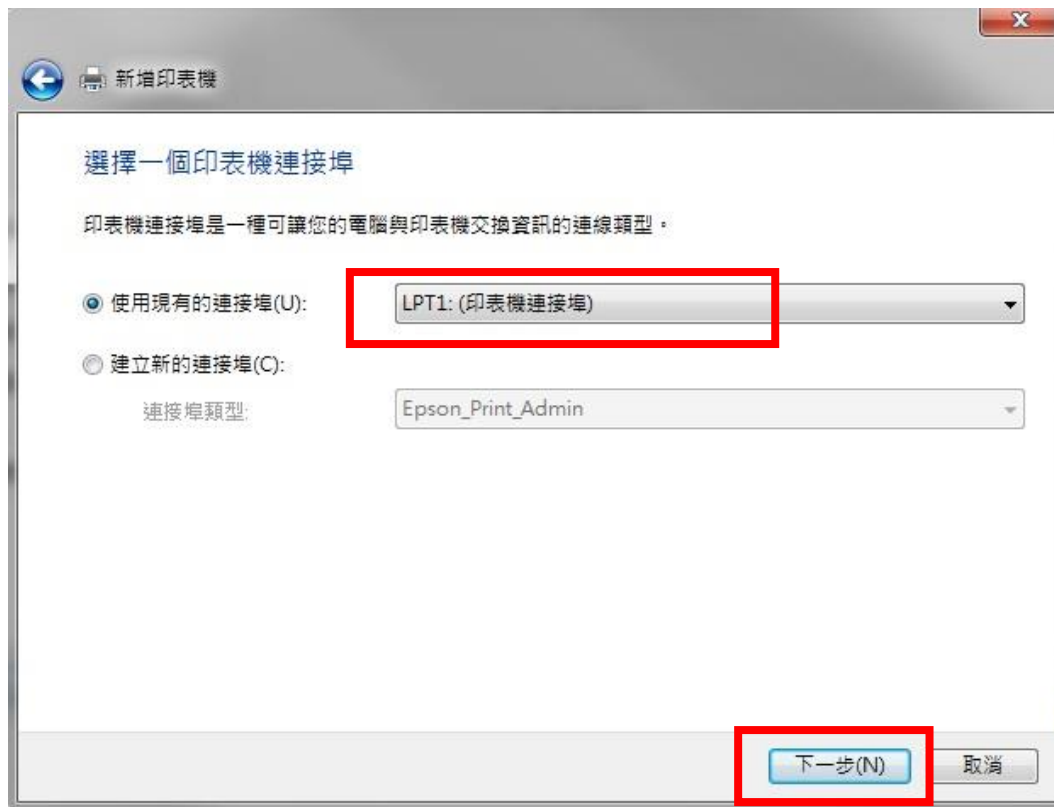 新增印表機
選擇一個印表機連接埠
印表機連接埠是一種可讓您的電腦與印表機交換資訊的連線類型。
使用現有的連接埠(U): LPT1: (印表機連接埠)
建立新的連接埠(C):
連接埠類型: Epson_Print_Admin
下一步(N) 取消